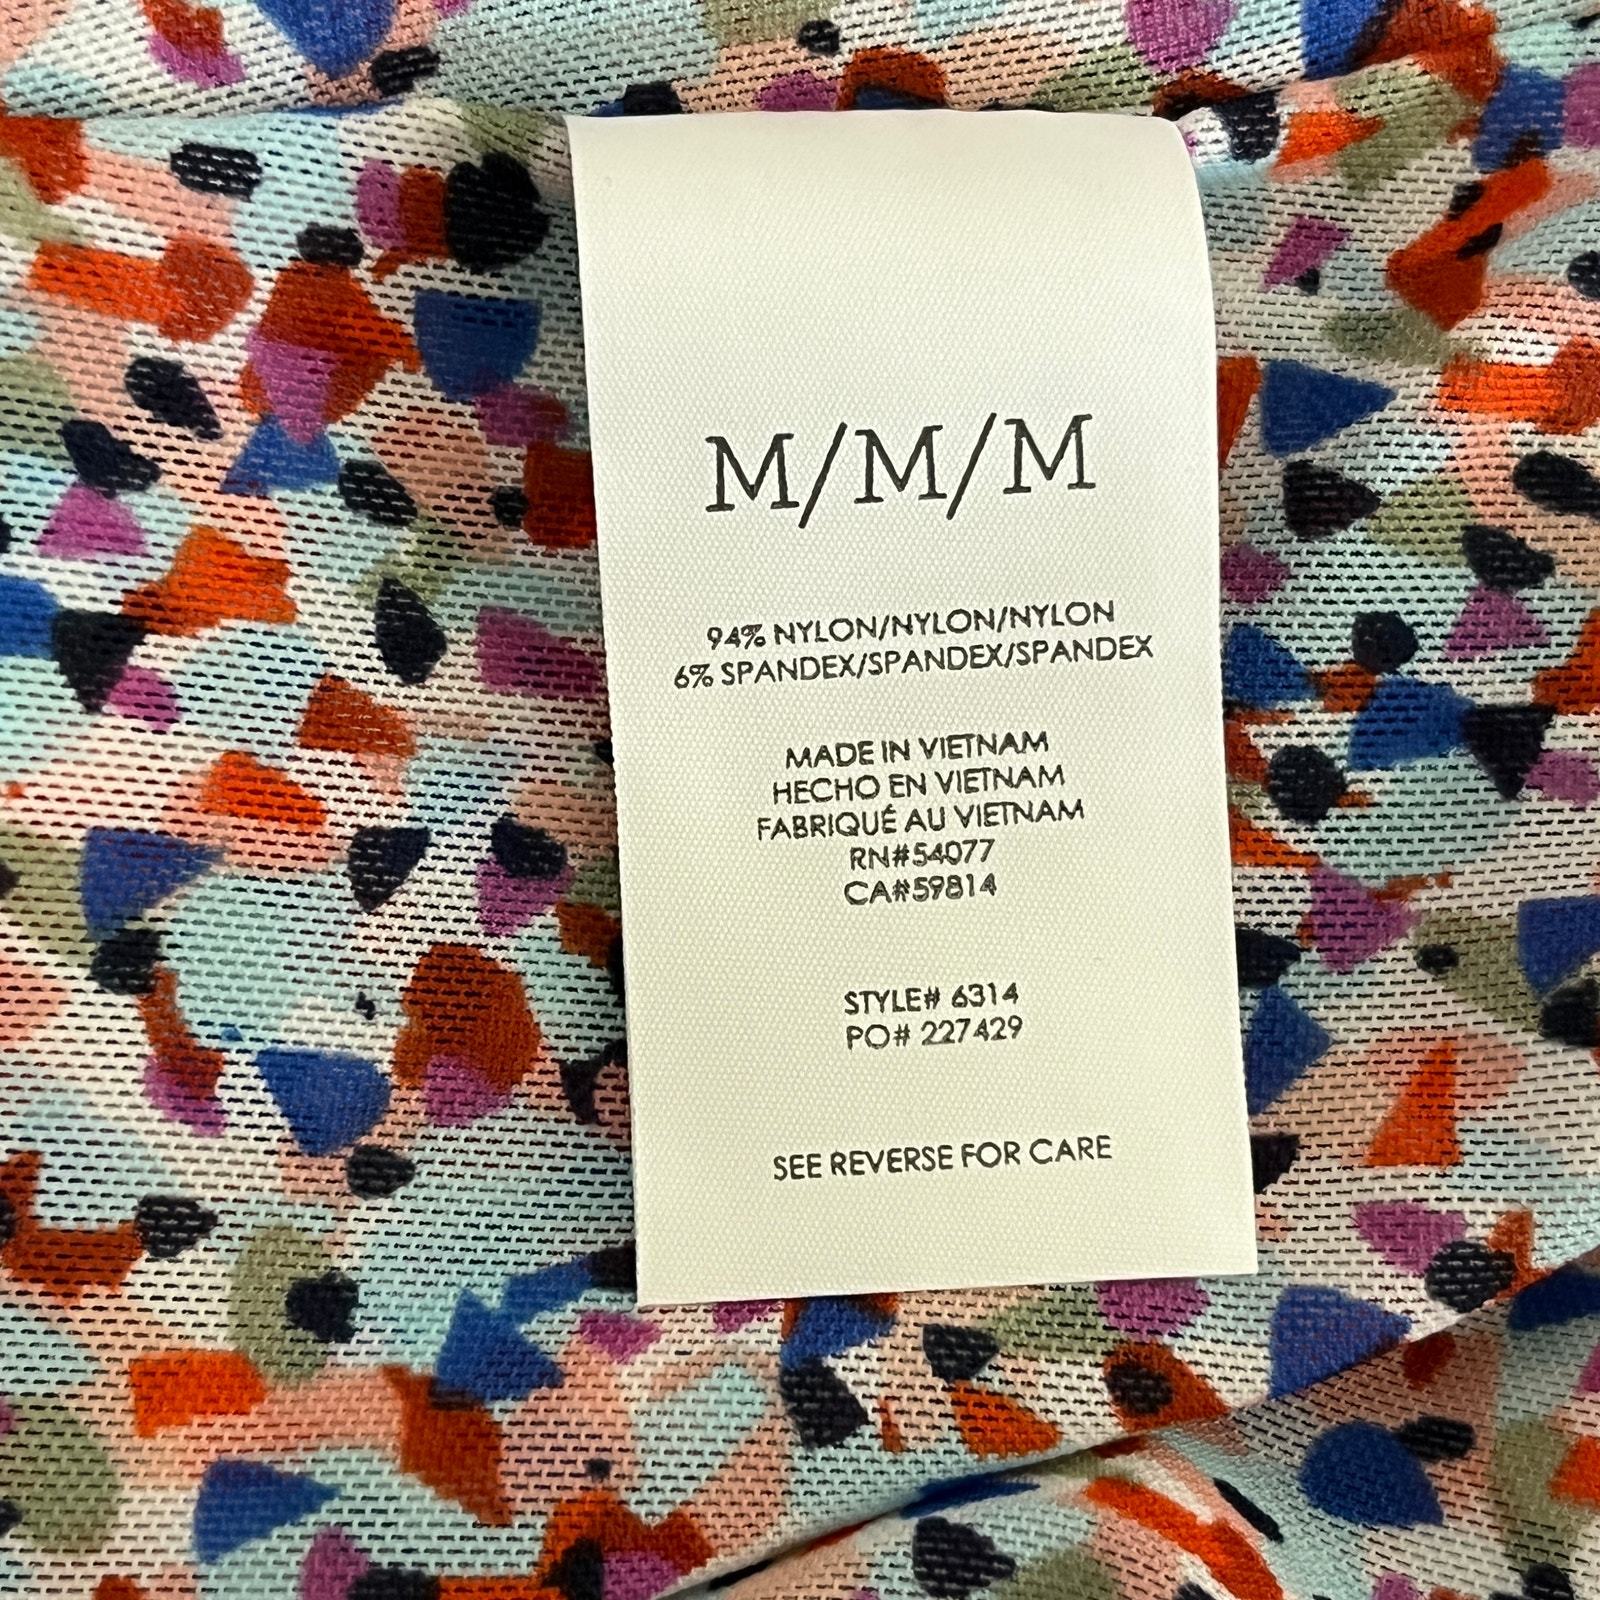 M/M/M
94% NYLON/NYLON/NYLON
6% SPANDEX/SPANDEX/SPANDEX
MADE IN VIETNAM
HECHO EN VIETNAM
FABRIQUÉ AU VIETNAM
RN#54077
CA#59814
STYLE# 6314
PO# 227429
SEE REVERSE FOR CARE